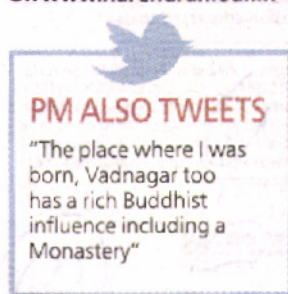 PM ALSO TWEETS
"The place where I was
born, Vadnagar too
has a rich Buddhist
influence including a
Monastery"